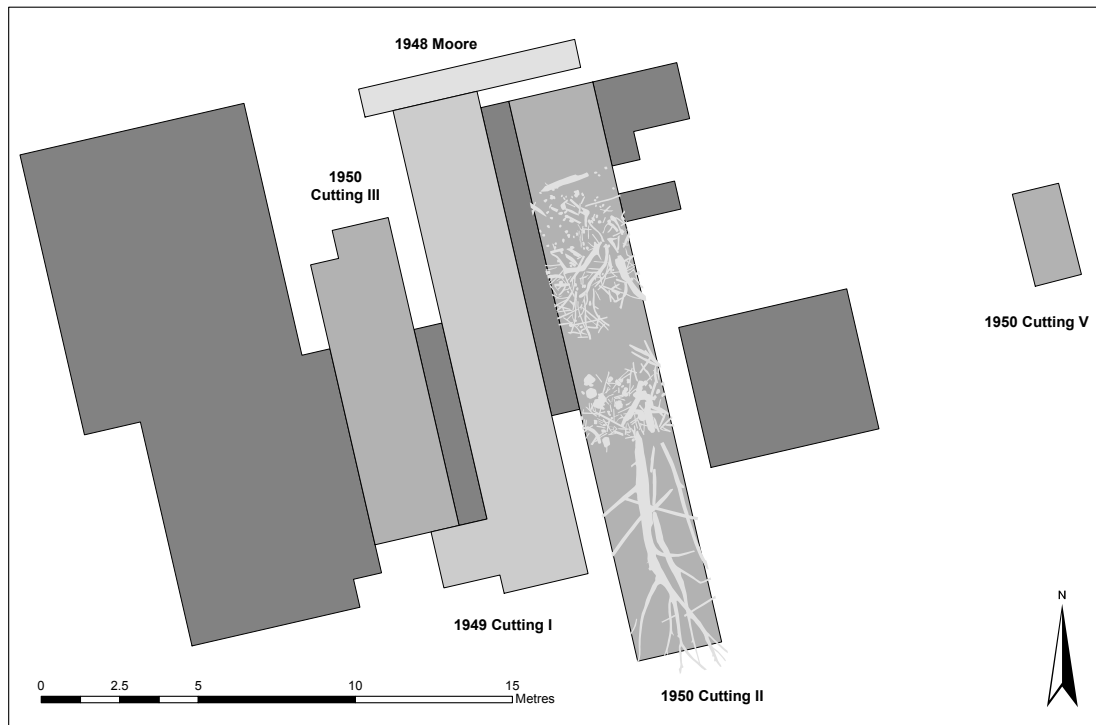 1948 Moore
1950
Cutting III
1950 Cutting V
1949 Cutting I
1950 Cutting II
N
0 2.5 5 10 15
Metres